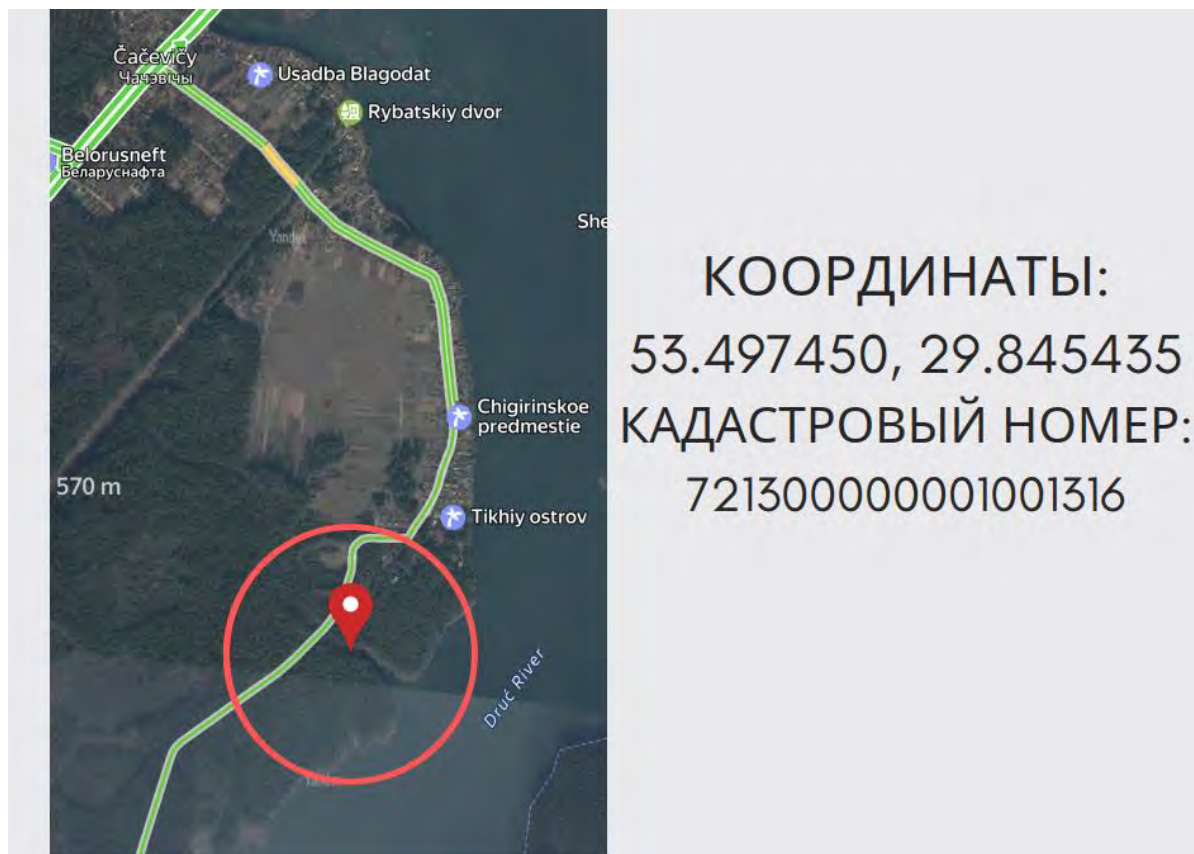 Čačevičy
Чачэвічы
Usadba Blagodat
Rybatskiy dvor
Belorusneft
Беларуснафта
She
Yandex
Chigirinskoe
predmestie
570 m
Tikhiy ostrov
Druć River
КООРДИНАТЫ:
53.497450, 29.845435
КАДАСТРОВЫЙ НОМЕР:
721300000001001316